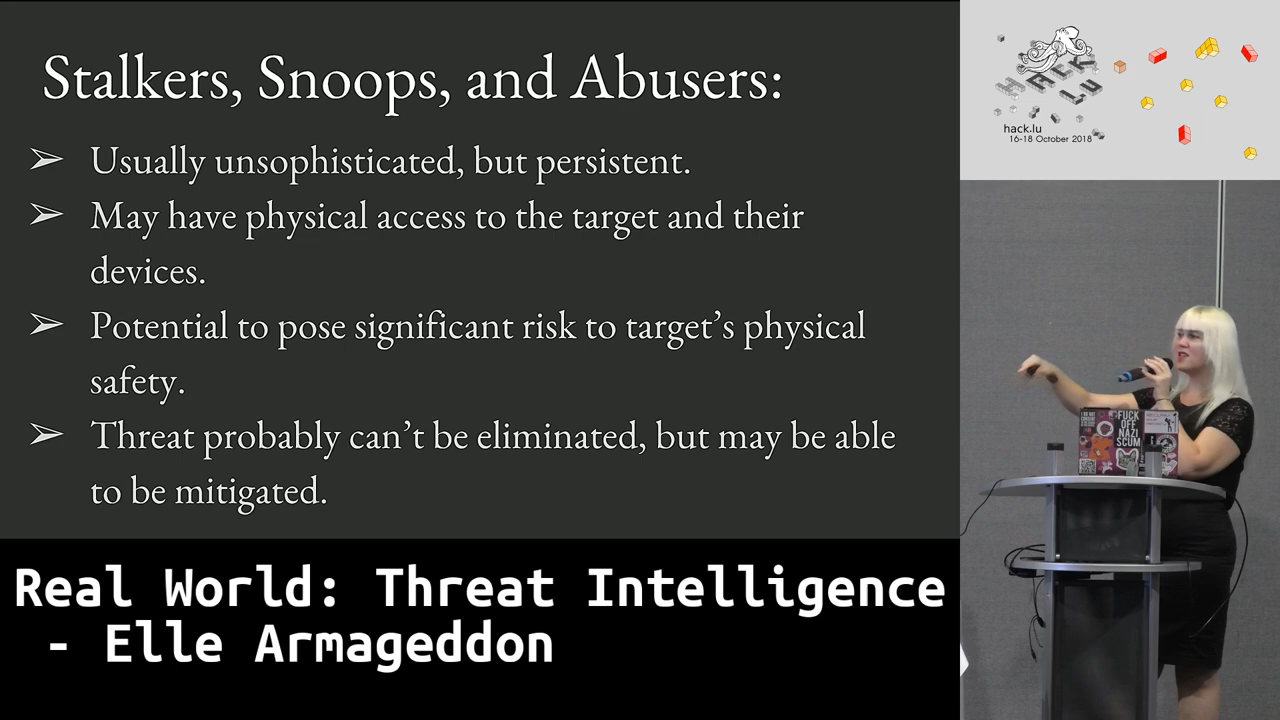 Stalkers, Snoops, and Abusers:
➢ Usually unsophisticated, but persistent.
➢ May have physical access to the target and their
devices.
➢ Potential to pose significant risk to target’s physical
safety.
➢ Threat probably can’t be eliminated, but may be able
to be mitigated.
Real World: Threat Intelligence
- Elle Armageddon
HACK
LU
hack.lu
16-18 October 2018
FUCK
OFF
NAZI
SCUM